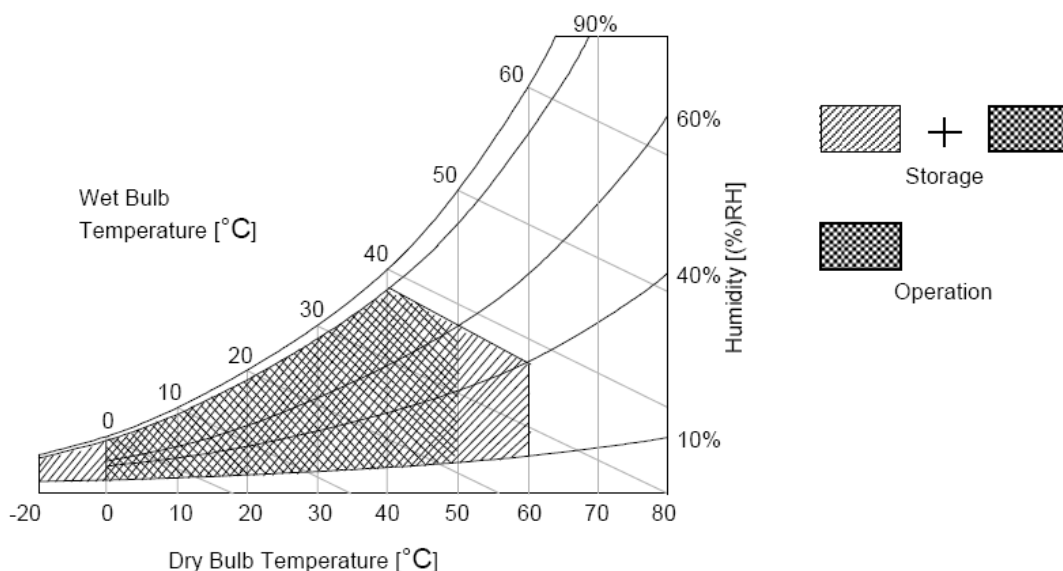 90%
60
60%
50
Wet Bulb
Temperature [°C]
40
40%
30
20
10
0
10%
Humidity [(%)RH]
-20 0 10 20 30 40 50 60 70 80
Dry Bulb Temperature [°C]
+
Storage
Operation